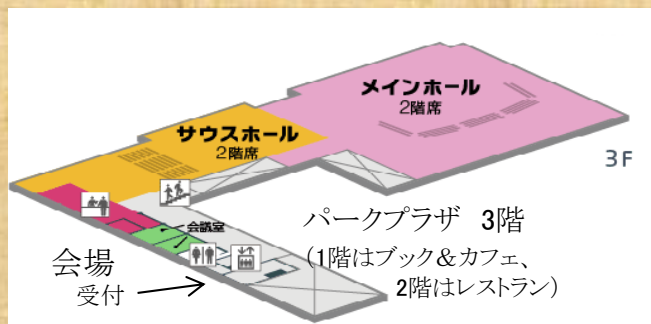 メインホール
2階席
サウスホール
2階席
3F
会議室
パークプラザ 3階
(1階はブック&カフェ、
2階はレストラン)
会場
受付